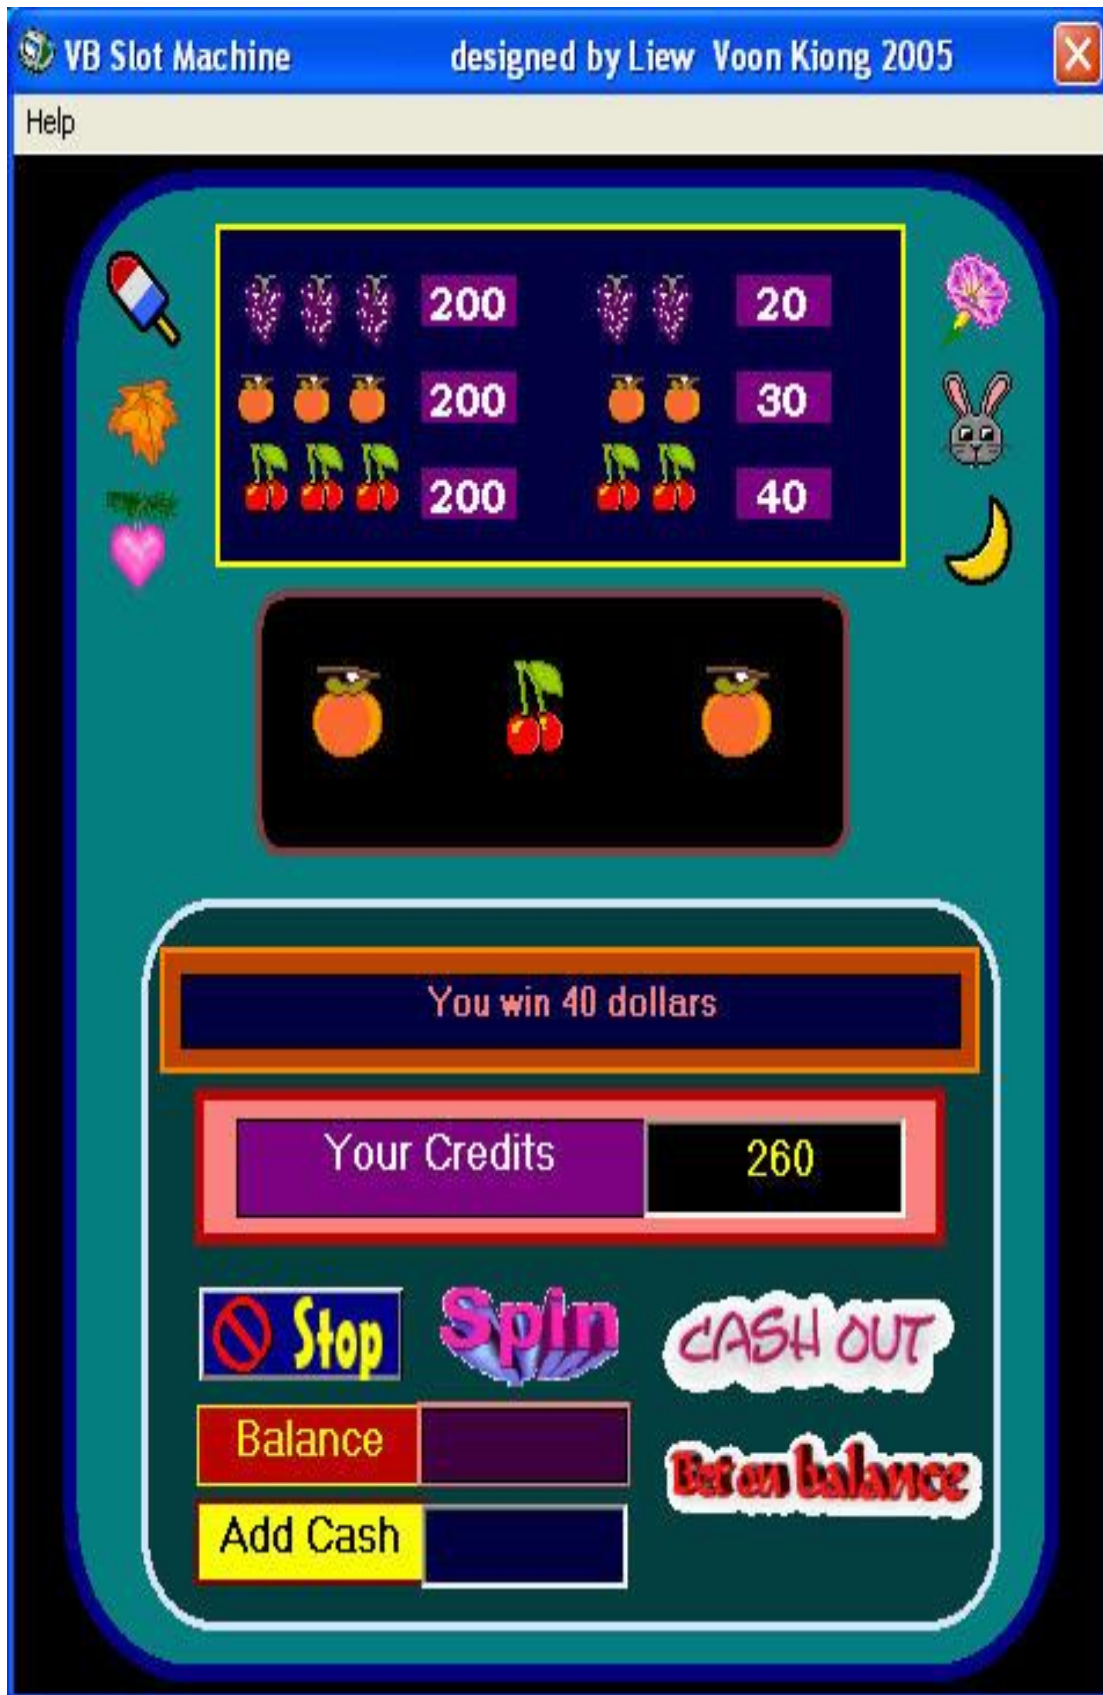 VB Slot Machine designed by Liew Voon Kiong 2005
Help
200 20
200 30
200 40
You win 40 dollars
Your Credits 260
Stop Spin CASH OUT
Balance Bet on balance
Add Cash